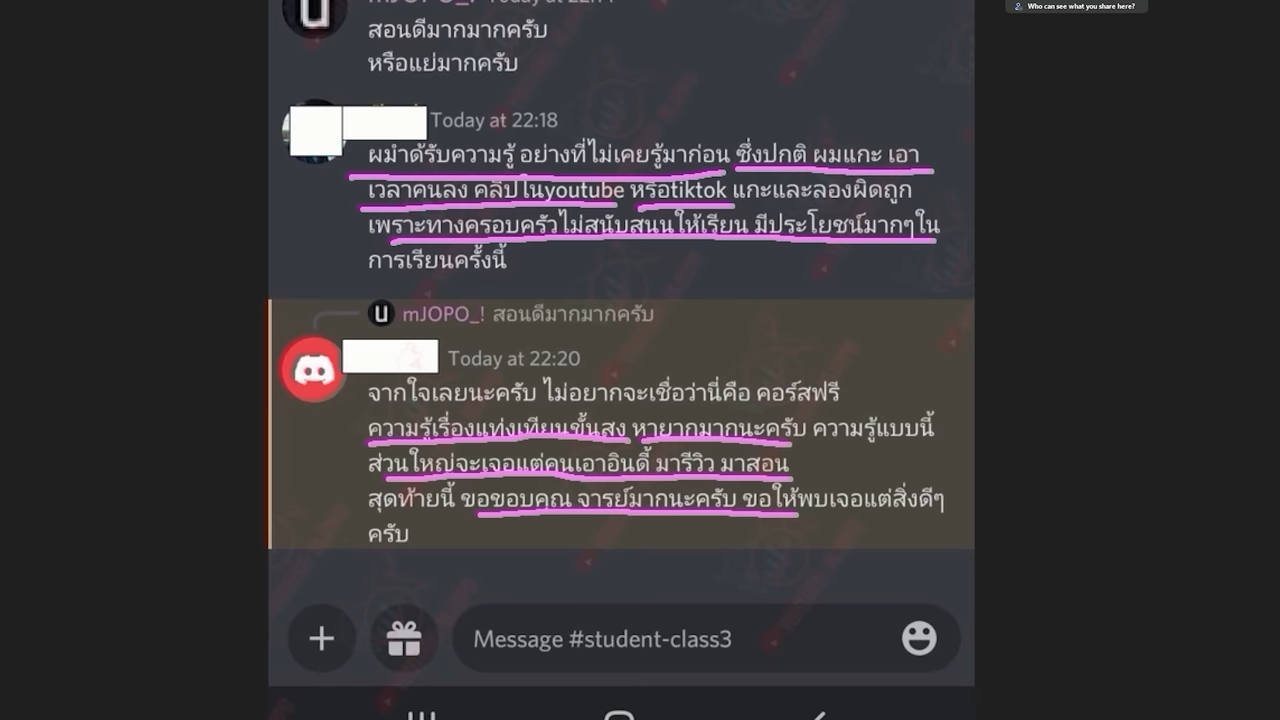 Who can see what you share here?
mJOPO_! Today at 22:1
สอนดีมากมากครับ
หรือแย่มากครับ
Today at 22:18
ผมำด้รับความรู้ อย่างที่ไม่เคยรู้มาก่อน ซึ่งปกติ ผมแกะ เอา
เวลาคนลง คลิปในyoutube หรือtiktok แกะและลองผิดถูก
เพราะทางครอบครัวไม่สนับสนนให้เรียน มีประโยชน์มากๆใน
การเรียนครั้งนี้
mJOPO_! สอนดีมากมากครับ
Today at 22:20
จากใจเลยนะครับ ไม่อยากจะเชื่อว่านี่คือ คอร์สฟรี
ความรู้เรื่องแท่งเทียนขั้นสูง หายากมากนะครับ ความรู้แบบนี้
ส่วนใหญ่จะเจอแต่คนเอาอินดี้ มารีวิว มาสอน
สุดท้ายนี้ ขอขอบคุณ จารย์มากนะครับ ขอให้พบเจอแต่สิ่งดีๆ
ครับ
Message #student-class3